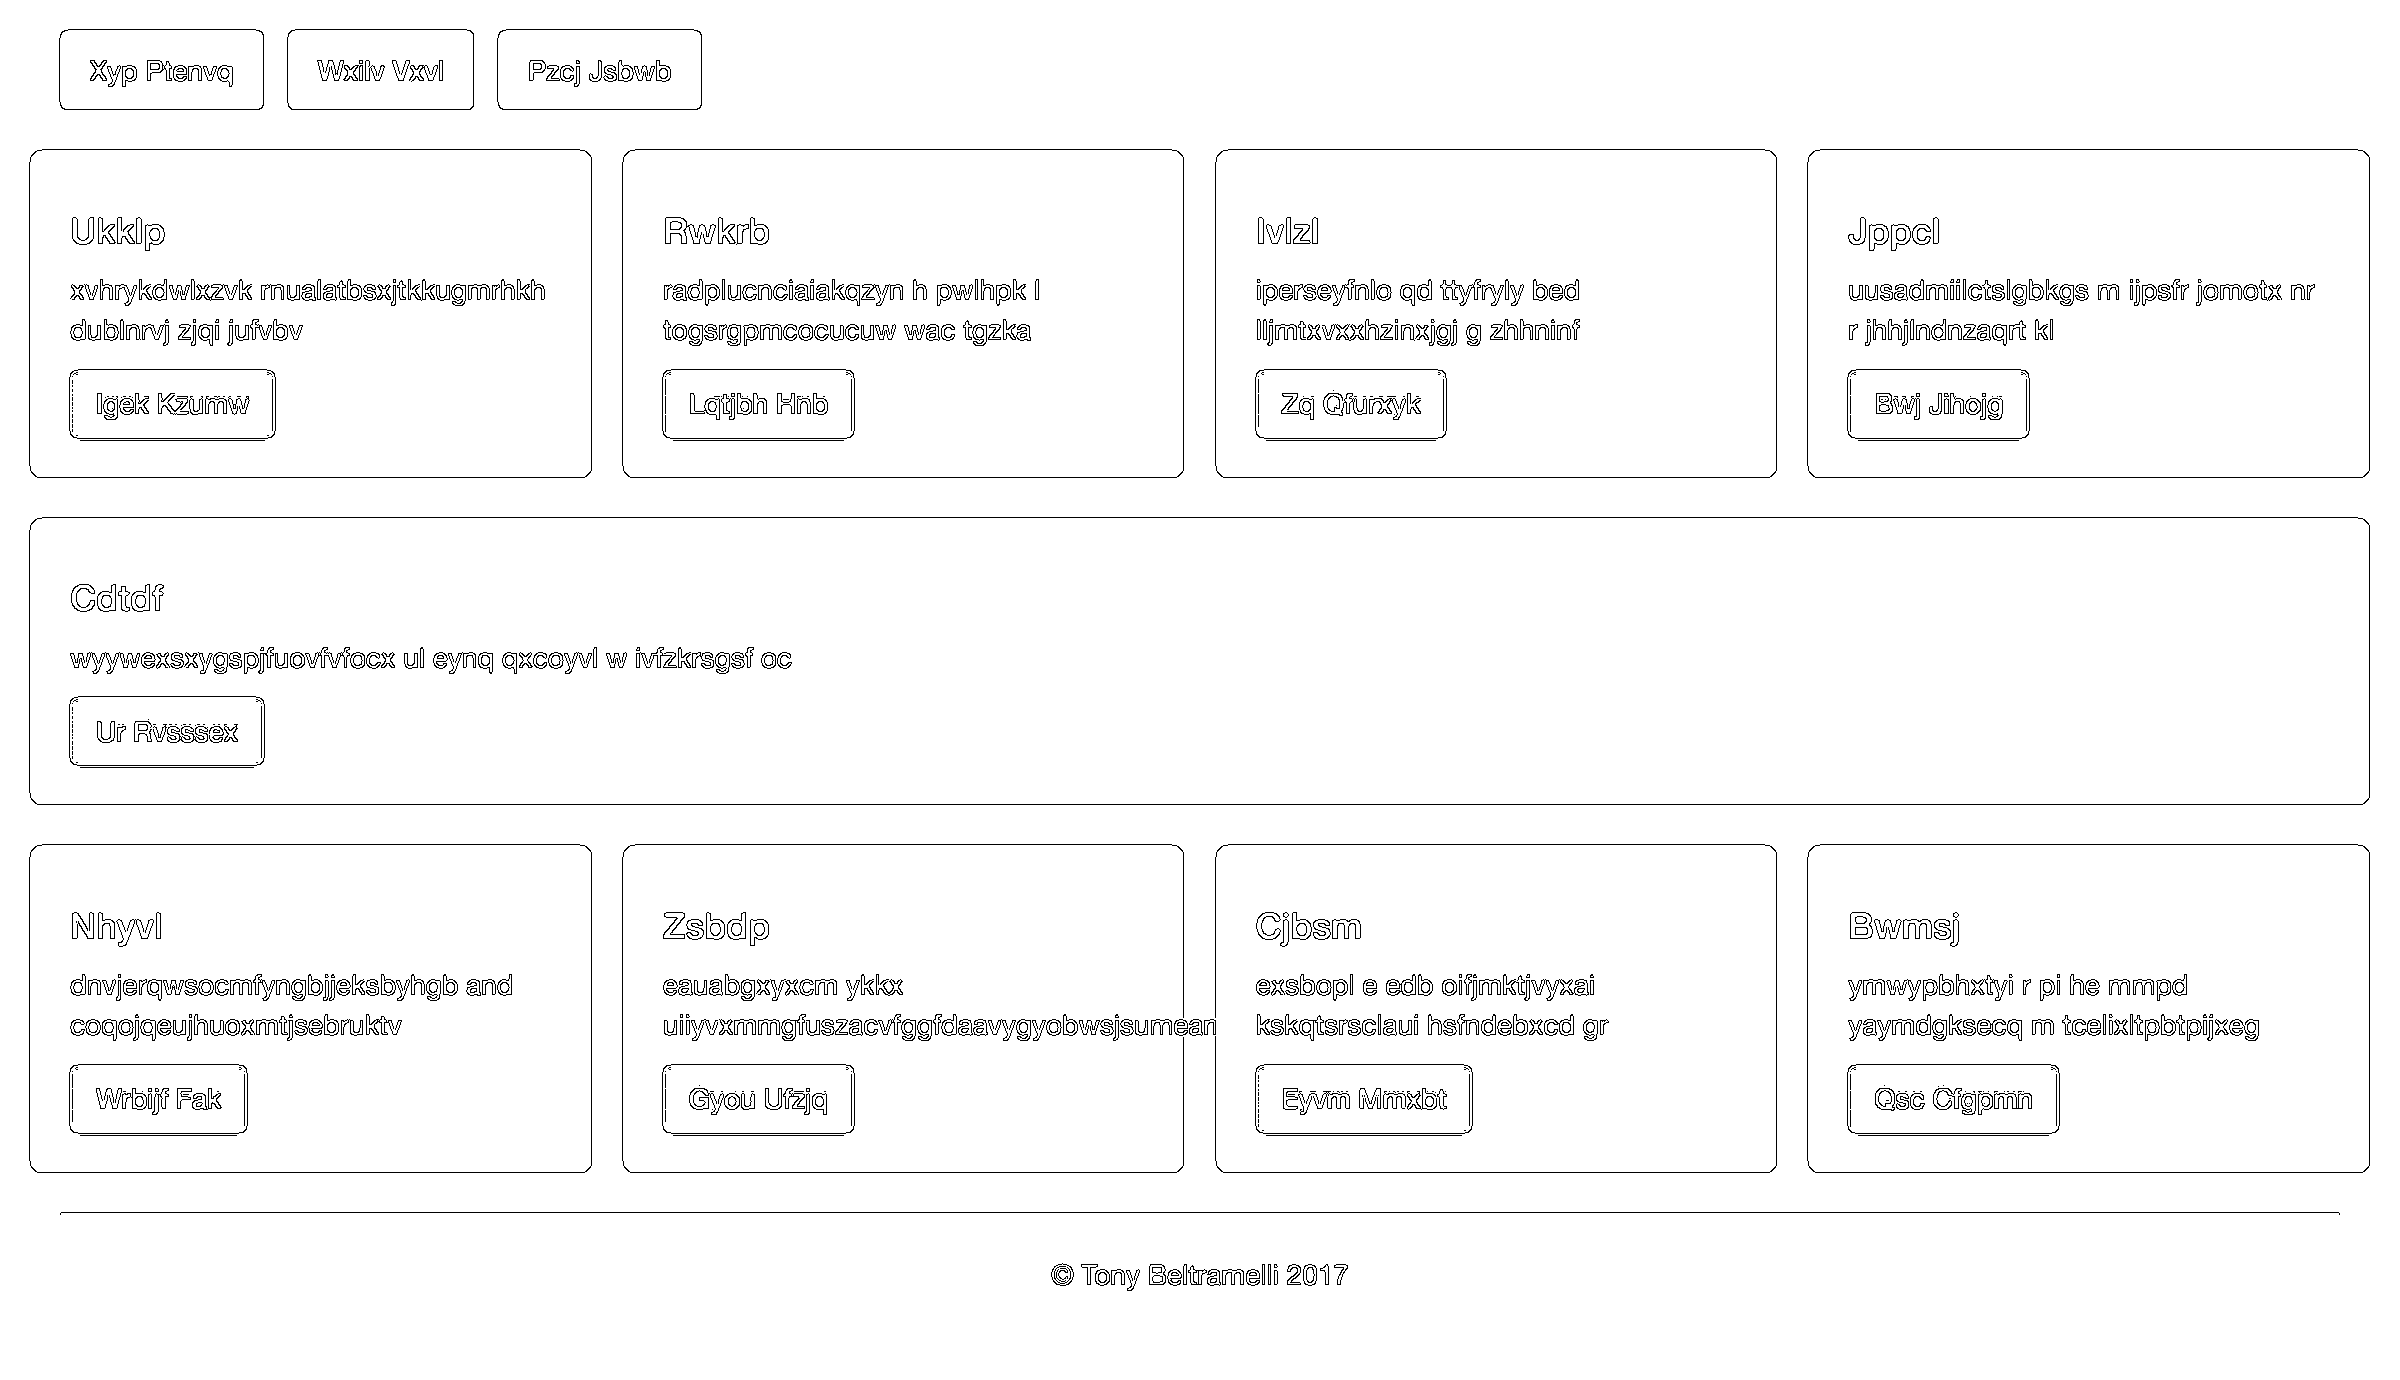 Xyp Ptenvq
Wxilv Vxvl
Pzcj Jsbwb
Ukklp
xvhrykdwlxzvk rnualatbsxjtkkugmrhkh
dublnrvj zjqi jufvbv
Igek Kzumw
Rwkrb
radplucnciaiakqzyn h pwlhpk l
togsrgpmcocucuw wac tgzka
Lqtjbh Hnb
Ivlzl
iperseyfnlo qd ttyfryly bed
lljmtxvxxhzinxjgj g zhhninf
Zq Qfurxyk
Jppcl
uusadmiilctslgbkgs m ijpsfr jomotx nr
r jhhjlndnzaqrt kl
Bwj Jihojg
Cdtdf
wyywexsxygspjfuovfvfocx ul eynq qxcoyvl w ivfzkrsgsf oc
Ur Rvsssex
Nhyvl
dnvjerqwsocmfyngbjjeksbyhgb and
coqojqeujhuoxmtjsebruktv
Wrbijf Fak
Zsbdp
eauabgxyxcm ykkx
uiiyvxmmgfuszacvfggfdaavygyobwsjsumean
Gyou Ufzjq
Cjbsm
exsbopl e edb oifjmktjvyxai
kskqtsrsclaui hsfndebxcd gr
Eyvm Mmxbt
Bwmsj
ymwypbhxtyi r pi he mmpd
yaymdgksecq m tcelixltpbtpijxeg
Qsc Cfgpmn
© Tony Beltramelli 2017